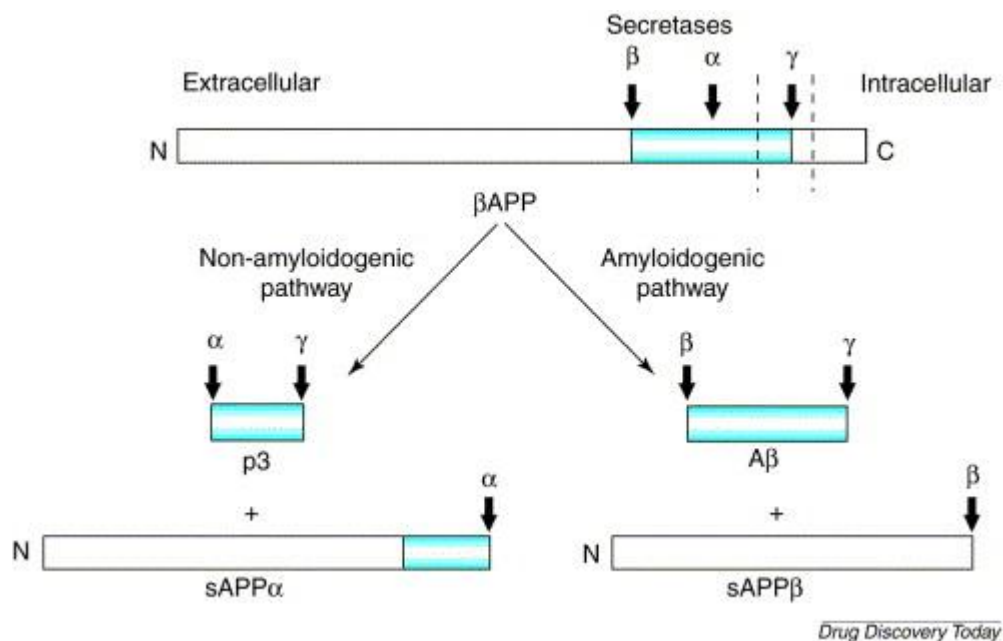 Secretases
β α γ
Extracellular Intracellular
N C
βAPP
Non-amyloidogenic
pathway
Amyloidogenic
pathway
α γ β γ
p3 Aβ
α β
+ +
N N
sAPPα sAPPβ
Drug Discovery Today